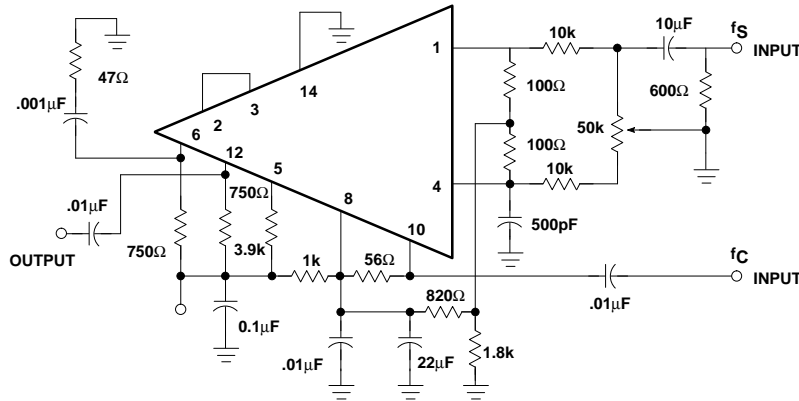 1
10k
10µF
fS
INPUT
14
47Ω
3
100Ω
600Ω
.001µF
2
6
50k
12
100Ω
5
10k
750Ω
4
8
.01µF
10
500pF
OUTPUT
750Ω
3.9k
1k
56Ω
fC
INPUT
820Ω
.01µF
0.1µF
.01µF
22µF
1.8k